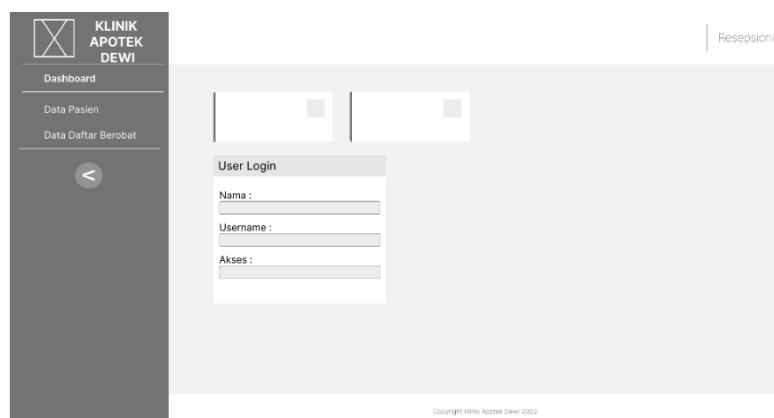 KLINIK
APOTEK
DEWI
Resepsioni
Dashboard
Data Pasien
Data Daftar Berobat
<
User Login
Nama :
Username :
Akses :
Copyright Klinik Apotek Dewi 2022